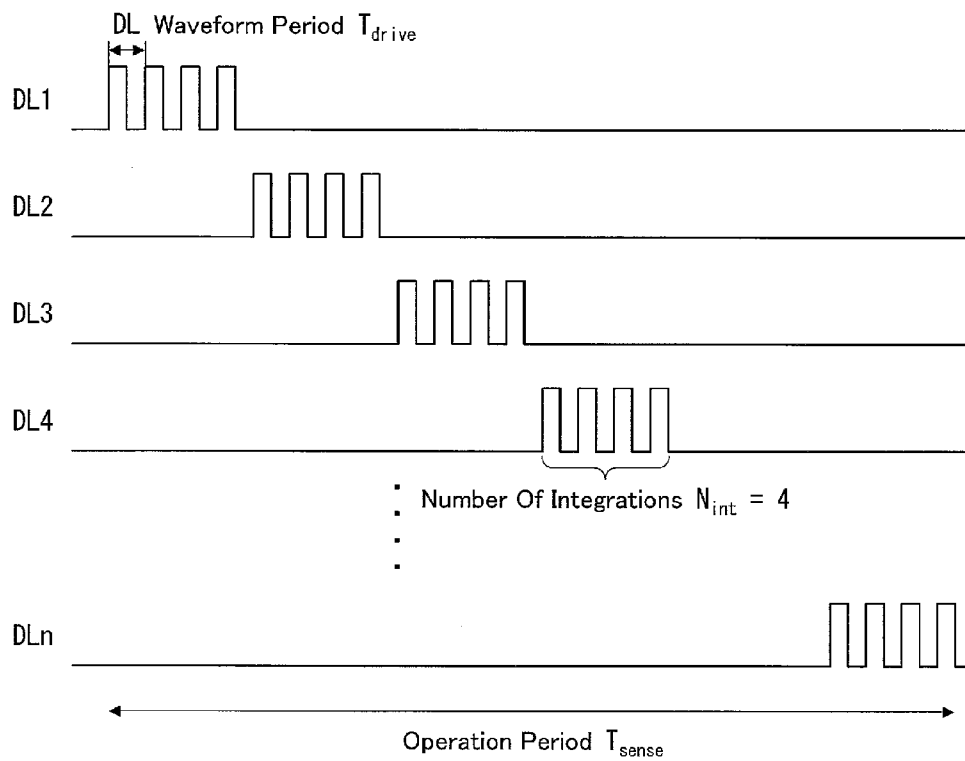 DL Waveform Period T_drive
DL1
DL2
DL3
DL4
Number Of Integrations N_int = 4
DLn
Operation Period T_sense